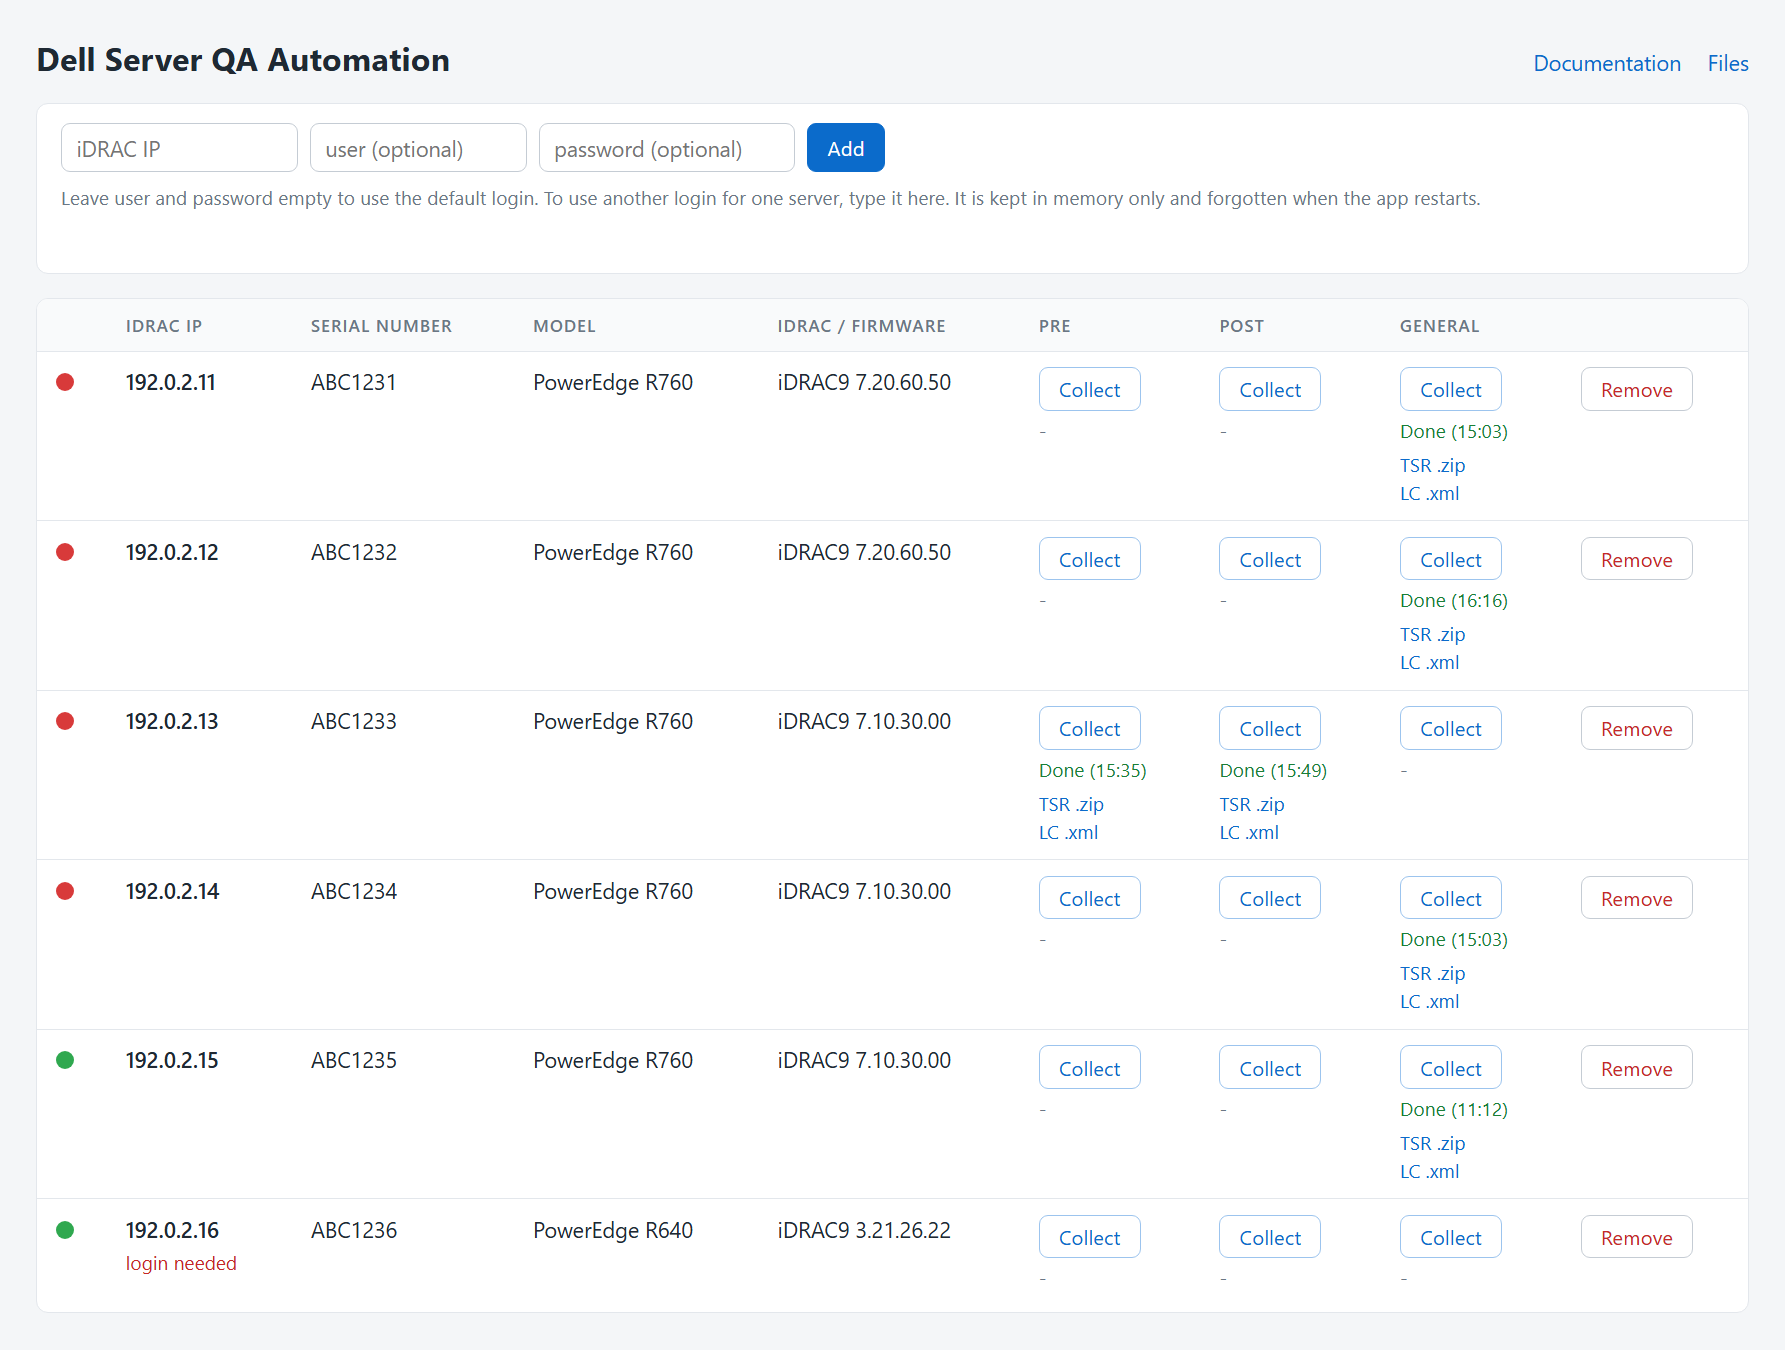 Dell Server QA Automation
Documentation Files
iDRAC IP user (optional) password (optional) Add
Leave user and password empty to use the default login. To use another login for one server, type it here. It is kept in memory only and forgotten when the app restarts.
IDRAC IP SERIAL NUMBER MODEL IDRAC / FIRMWARE PRE POST GENERAL
192.0.2.11 ABC1231 PowerEdge R760 iDRAC9 7.20.60.50 Collect Collect Collect Remove
- - Done (15:03)
TSR .zip
LC .xml
192.0.2.12 ABC1232 PowerEdge R760 iDRAC9 7.20.60.50 Collect Collect Collect Remove
- - Done (16:16)
TSR .zip
LC .xml
192.0.2.13 ABC1233 PowerEdge R760 iDRAC9 7.10.30.00 Collect Collect Collect Remove
Done (15:35) Done (15:49) -
TSR .zip TSR .zip
LC .xml LC .xml
192.0.2.14 ABC1234 PowerEdge R760 iDRAC9 7.10.30.00 Collect Collect Collect Remove
- - Done (15:03)
TSR .zip
LC .xml
192.0.2.15 ABC1235 PowerEdge R760 iDRAC9 7.10.30.00 Collect Collect Collect Remove
- - Done (11:12)
TSR .zip
LC .xml
192.0.2.16 ABC1236 PowerEdge R640 iDRAC9 3.21.26.22 Collect Collect Collect Remove
login needed - - -